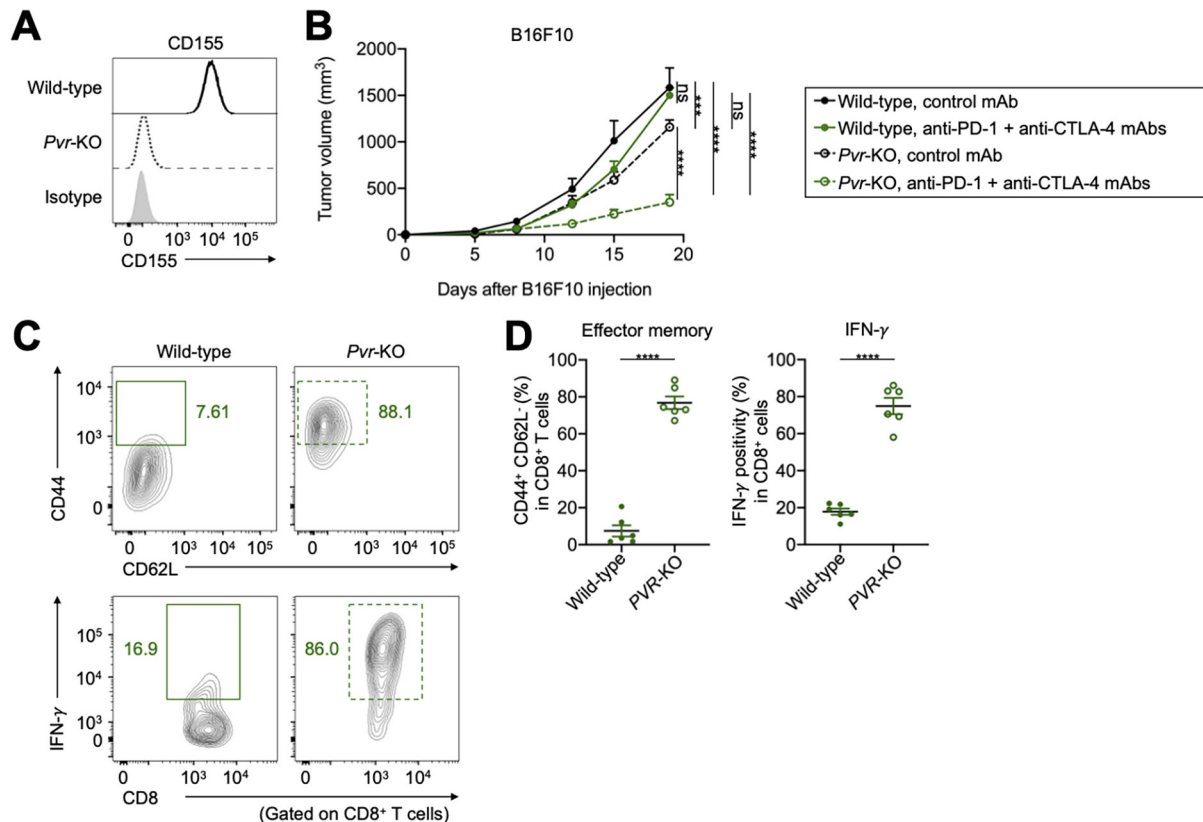 A
CD155
Wild-type
Pvr-KO
Isotype
0 10³ 10⁴ 10⁵
CD155
B
B16F10
Tumor volume (mm³)
2000
1500
1000
500
0
0 5 10 15 20
Days after B16F10 injection
ns
***
****
****
ns
****
Wild-type, control mAb
Wild-type, anti-PD-1 + anti-CTLA-4 mAbs
Pvr-KO, control mAb
Pvr-KO, anti-PD-1 + anti-CTLA-4 mAbs
C
Wild-type Pvr-KO
CD44
10⁴
10³
0
7.61
88.1
0 10³ 10⁴ 10⁵ 0 10³ 10⁴ 10⁵
CD62L
IFN-γ
10⁵
10⁴
10³
0
16.9
86.0
0 10³ 10⁴ 0 10³ 10⁴
CD8 (Gated on CD8⁺ T cells)
D
Effector memory
****
CD44⁺ CD62L⁻ (%)
in CD8⁺ T cells
100
80
60
40
20
0
Wild-type
PVR-KO
IFN-γ
****
IFN-γ positivity (%)
in CD8⁺ cells
100
80
60
40
20
0
Wild-type
PVR-KO